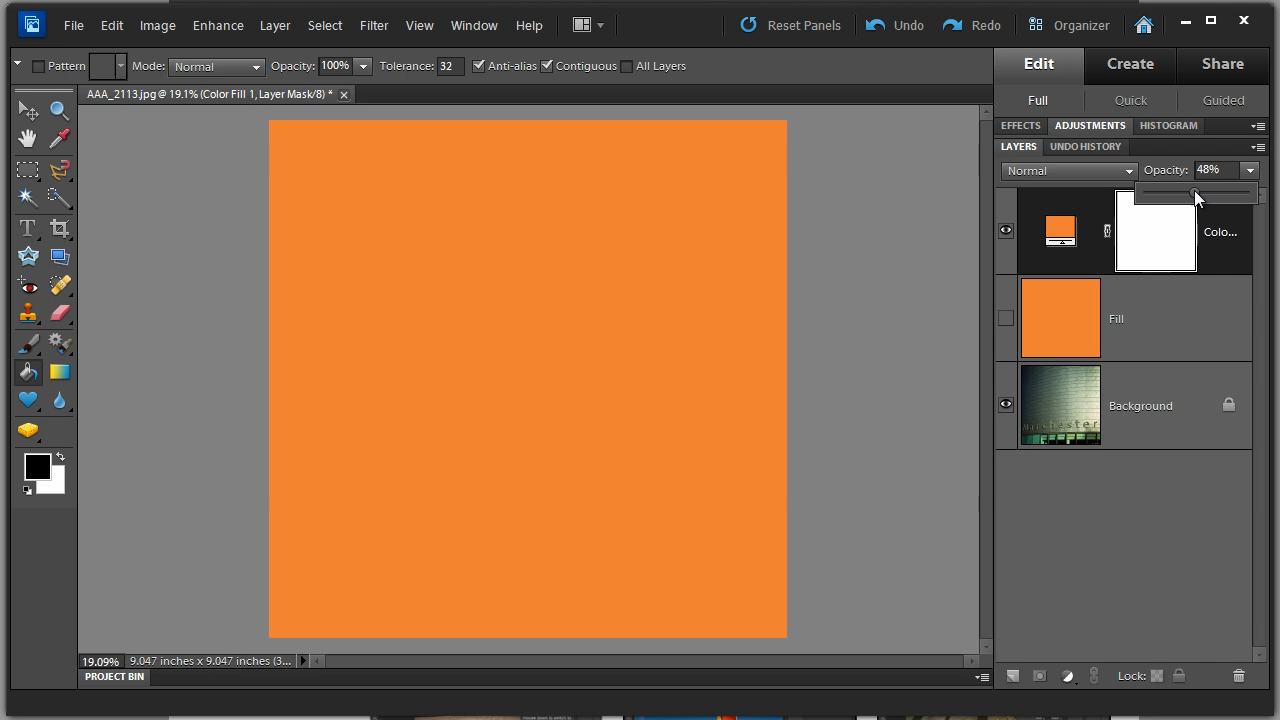 File Edit Image Enhance Layer Select Filter View Window Help Reset Panels Undo Redo Organizer
Pattern Mode: Normal Opacity: 100% Tolerance: 32 Anti-alias Contiguous All Layers
Edit Create Share
AAA_2113.jpg @ 19.1% (Color Fill 1, Layer Mask/8) *
Full Quick Guided
EFFECTS ADJUSTMENTS HISTOGRAM
LAYERS UNDO HISTORY
Normal Opacity: 48%
Colo...
Fill
Background
Manchester
19.09% 9.047 inches x 9.047 inches (3...
PROJECT BIN
Lock: